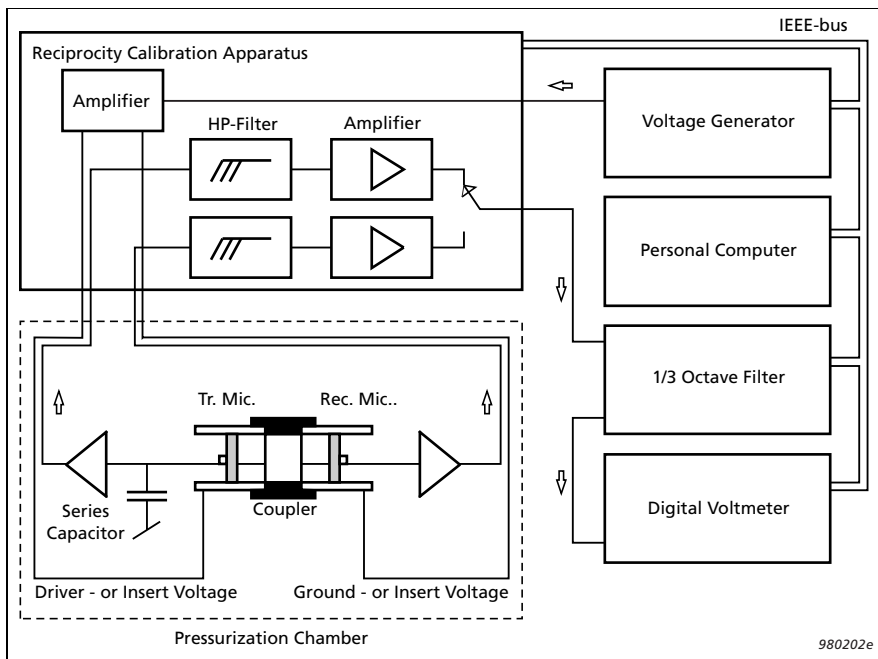 IEEE-bus
Reciprocity Calibration Apparatus
Amplifier
HP-Filter
Amplifier
Voltage Generator
Personal Computer
1/3 Octave Filter
Digital Voltmeter
Tr. Mic.
Rec. Mic..
Series
Capacitor
Coupler
Driver - or Insert Voltage
Ground - or Insert Voltage
Pressurization Chamber
980202e